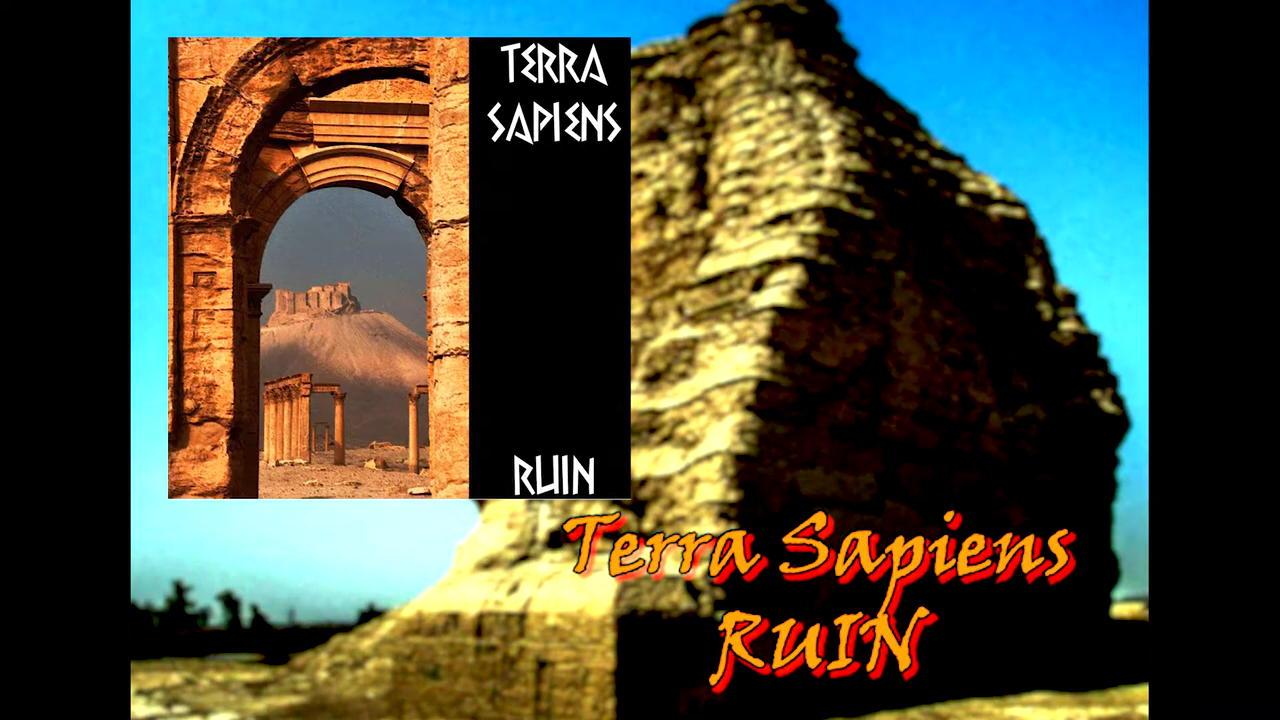 TERRA
SAPIENS
RUIN
Terra Sapiens
RUIN